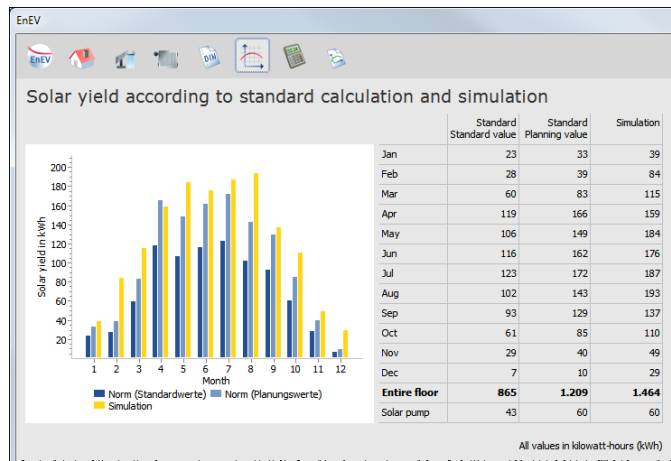 EnEV
EnEV
DIN
Solar yield according to standard calculation and simulation
Standard Standard Simulation
Standard value Planning value
Jan 23 33 39
Feb 28 39 84
Mar 60 83 115
Apr 119 166 159
May 106 149 184
Jun 116 162 176
Jul 123 172 187
Aug 102 143 193
Sep 93 129 137
Oct 61 85 110
Nov 29 40 49
Dec 7 10 29
Entire floor 865 1.209 1.464
Solar pump 43 60 60
Solar yield in kWh
200
180
160
140
120
100
80
60
40
20
1 2 3 4 5 6 7 8 9 10 11 12
Month
Norm (Standardwerte) Norm (Planungswerte)
Simulation
All values in kilowatt-hours (kWh)